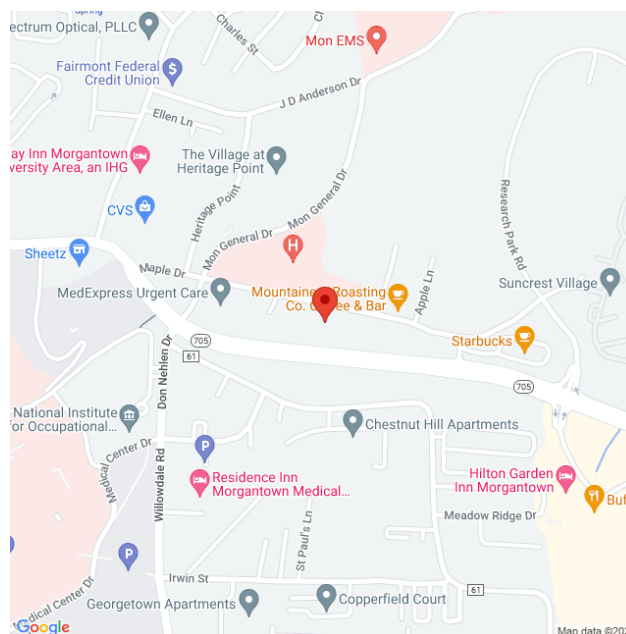 Spring
ectrum Optical, PLLC
Charles St
Mon EMS
Fairmont Federal
Credit Union
J D Anderson Dr
Ellen Ln
ay Inn Morgantown
versity Area, an IHG
The Village at
Heritage Point
CVS
Heritage Point
Mon General Dr
Research Park Rd
Mon General Dr
H
Sheetz
Maple Dr
MedExpress Urgent Care
Mountaine
Roasting
Co. C
ee & Bar
Apple Ln
Suncrest Village
Starbucks
705
61
Don Nehlen Dr
705
National Institute
for Occupational...
Chestnut Hill Apartments
Medical Center Dr
P
Willowdale Rd
Residence Inn
Morgantown Medical...
Hilton Garden
Inn Morgantown
Buf
Meadow Ridge Dr
St Paul's Ln
P
Irwin St
61
Medical Center Dr
Georgetown Apartments
Copperfield Court
Google
Map data ©202